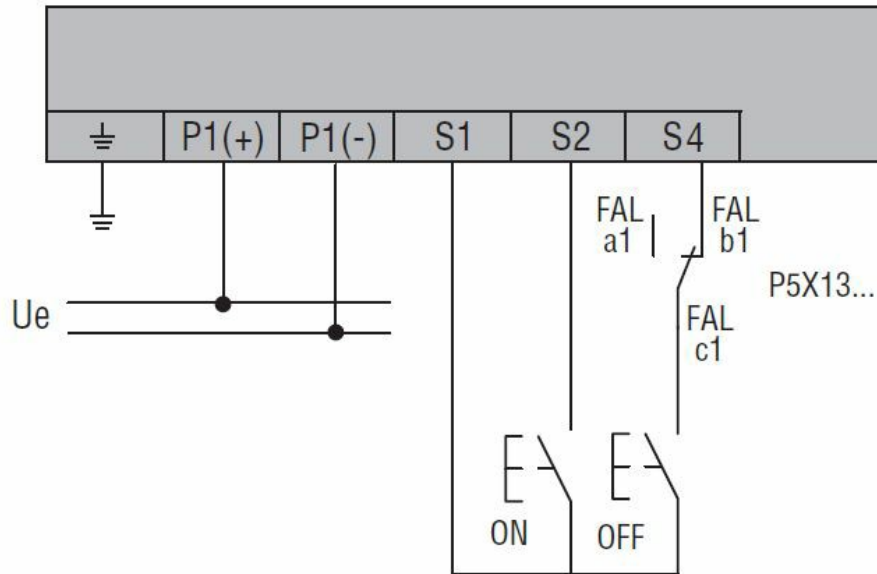 P1(+) P1(-) S1 S2 S4
FAL
a1
FAL
b1
P5X13...
Ue
FAL
c1
ON
OFF